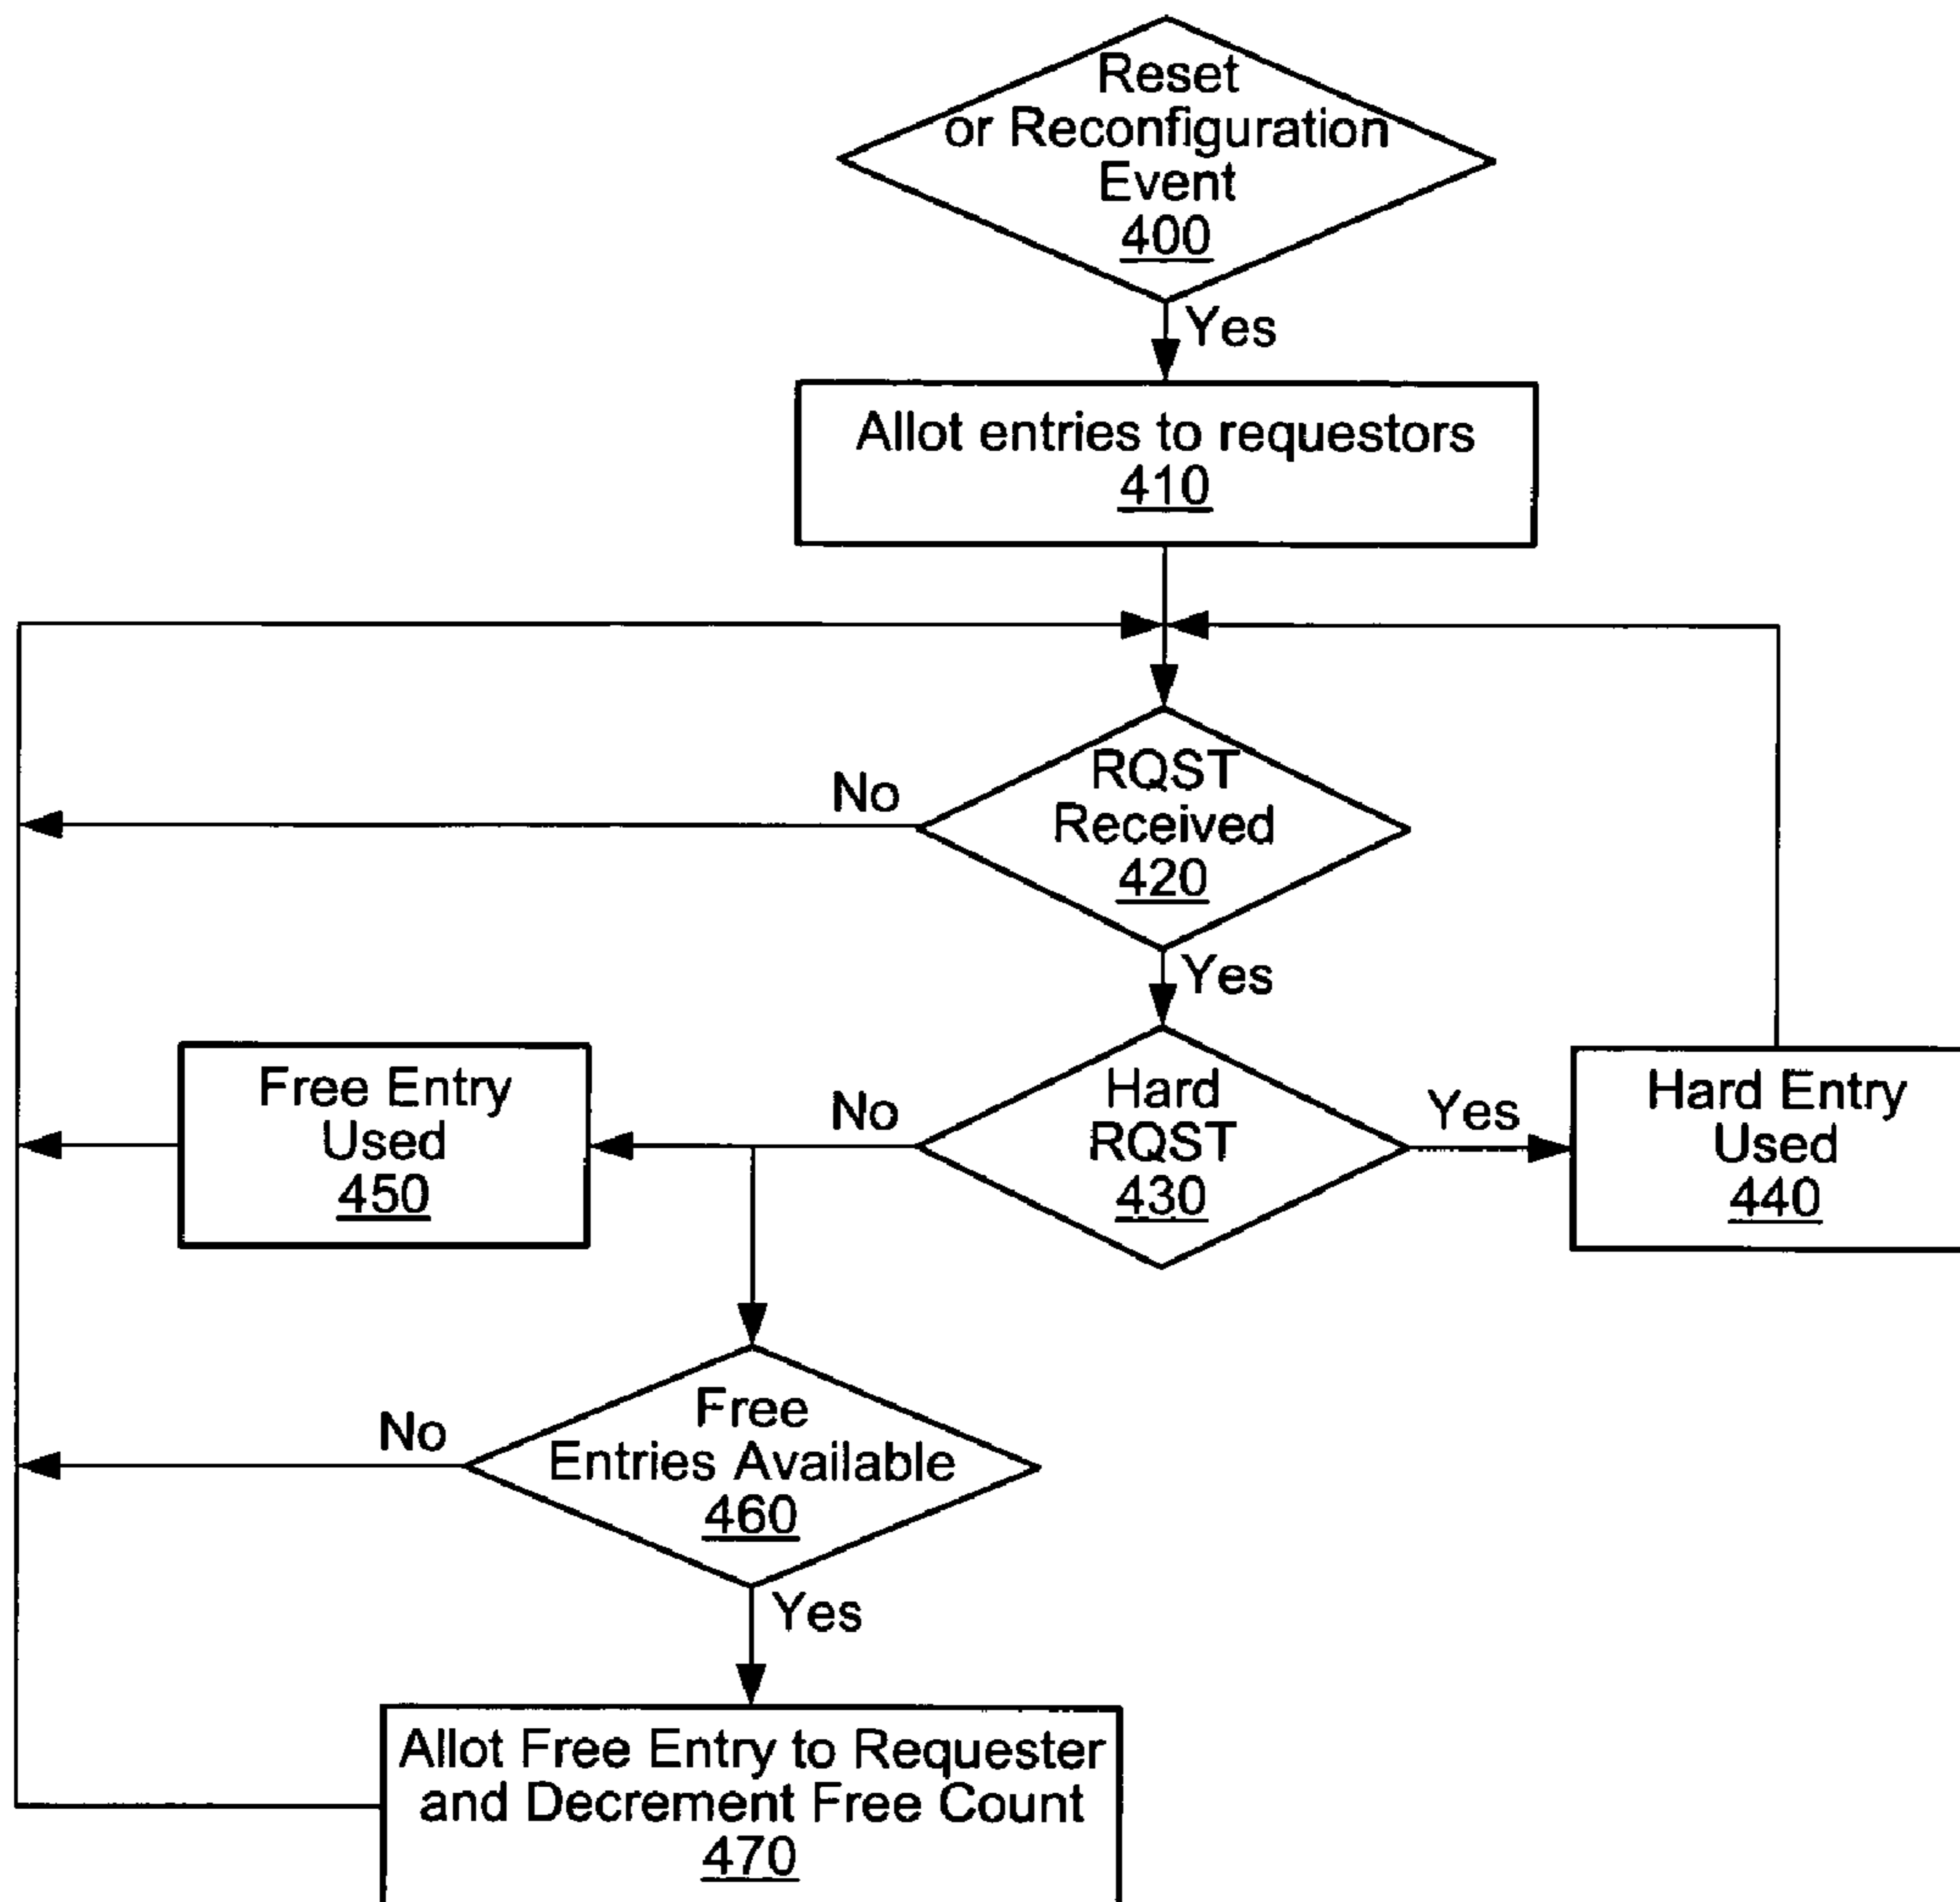 Reset
or Reconfiguration
Event
400
Yes
Allot entries to requestors
410
RQST
Received
420
No
Yes
Hard
RQST
430
No
Yes
Hard Entry
Used
440
Free Entry
Used
450
Free
Entries Available
460
No
Yes
Allot Free Entry to Requester
and Decrement Free Count
470